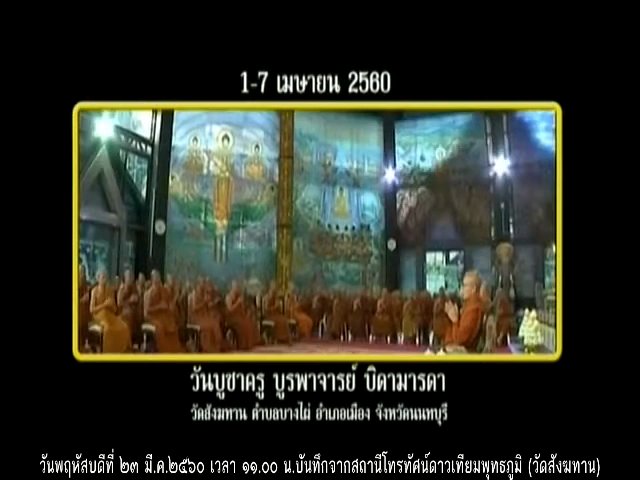 1-7 เมษายน 2560
วันบูชาครู บูรพาจารย์ บิดามารดา
วัดสังฆทาน ตำบลบางไผ่ อำเภอเมือง จังหวัดนนทบุรี
วันพฤหัสบดีที่ ๒๓ มี.ค.๒๕๖๐ เวลา ๑๑.๐๐ น.บันทึกจากสถานีโทรทัศน์ดาวเทียมพุทธภูมิ (วัดสังฆทาน)